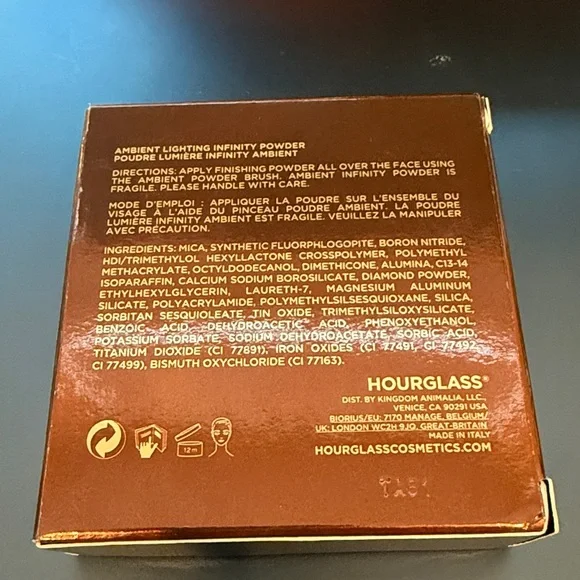 AMBIENT LIGHTING INFINITY POWDER
POUDRE LUMIÈRE INFINITY AMBIENT
DIRECTIONS: APPLY FINISHING POWDER ALL OVER THE FACE USING
THE AMBIENT POWDER BRUSH. AMBIENT INFINITY POWDER IS
FRAGILE. PLEASE HANDLE WITH CARE.
MODE D'EMPLOI : APPLIQUER LA POUDRE SUR L'ENSEMBLE DU
VISAGE À L'AIDE DU PINCEAU POUDRE AMBIENT. LA POUDRE
LUMIÈRE INFINITY AMBIENT EST FRAGILE. VEUILLEZ LA MANIPULER
AVEC PRÉCAUTION.
INGREDIENTS: MICA, SYNTHETIC FLUORPHLOGOPITE, BORON NITRIDE,
HDI/TRIMETHYLOL HEXYLLACTONE CROSSPOLYMER, POLYMETHYL
METHACRYLATE, OCTYLDODECANOL, DIMETHICONE, ALUMINA, C13-14
ISOPARAFFIN, CALCIUM SODIUM BOROSILICATE, DIAMOND POWDER,
ETHYLHEXYLGLYCERIN, LAURETH-7, MAGNESIUM ALUMINUM
SILICATE, POLYACRYLAMIDE, POLYMETHYLSILSESQUIOXANE, SILICA,
SORBITAN SESQUIOLEATE, TIN OXIDE, TRIMETHYLSILOXYSILICATE,
BENZOIC ACID, DEHYDROACETIC ACID, PHENOXYETHANOL,
POTASSIUM SORBATE, SODIUM DEHYDROACETATE, SORBIC ACID,
TITANIUM DIOXIDE (CI 77891), IRON OXIDES (CI 77491, CI 77492,
CI 77499), BISMUTH OXYCHLORIDE (CI 77163).
HOURGLASS®
DIST. BY KINGDOM ANIMALIA, LLC.,
VENICE, CA 90291 USA
BIORIUS/EU: 7170 MANAGE, BELGIUM/
UK: LONDON WC2H 9JQ, GREAT-BRITAIN
MADE IN ITALY
HOURGLASSCOSMETICS.COM
12m